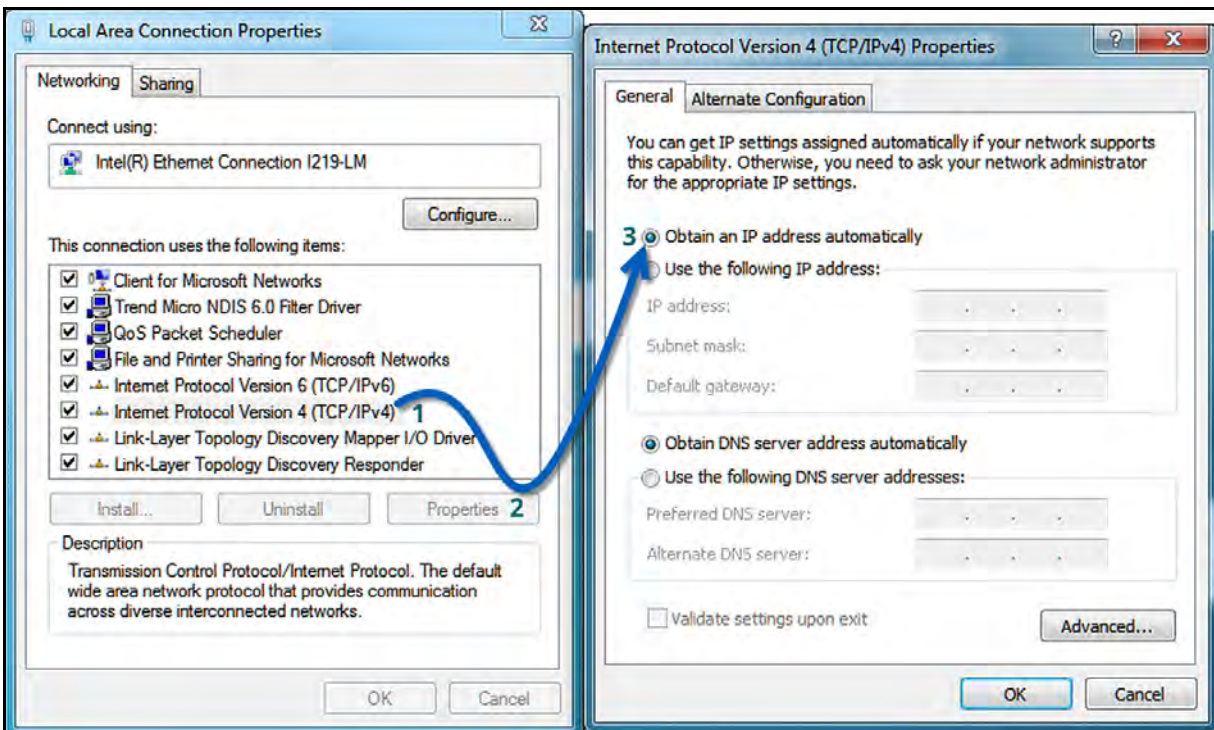 Local Area Connection Properties
Networking Sharing
Connect using:
Intel(R) Ethernet Connection I219-LM
Configure...
This connection uses the following items:
Client for Microsoft Networks
Trend Micro NDIS 6.0 Filter Driver
QoS Packet Scheduler
File and Printer Sharing for Microsoft Networks
Internet Protocol Version 6 (TCP/IPv6)
Internet Protocol Version 4 (TCP/IPv4) 1
Link-Layer Topology Discovery Mapper I/O Driver
Link-Layer Topology Discovery Responder
Install... Uninstall Properties 2
Description
Transmission Control Protocol/Internet Protocol. The default
wide area network protocol that provides communication
across diverse interconnected networks.
OK Cancel
Internet Protocol Version 4 (TCP/IPv4) Properties ?
General Alternate Configuration
You can get IP settings assigned automatically if your network supports
this capability. Otherwise, you need to ask your network administrator
for the appropriate IP settings.
3 Obtain an IP address automatically
Use the following IP address:
IP address:
Subnet mask:
Default gateway:
Obtain DNS server address automatically
Use the following DNS server addresses:
Preferred DNS server:
Alternate DNS server:
Validate settings upon exit
Advanced...
OK Cancel